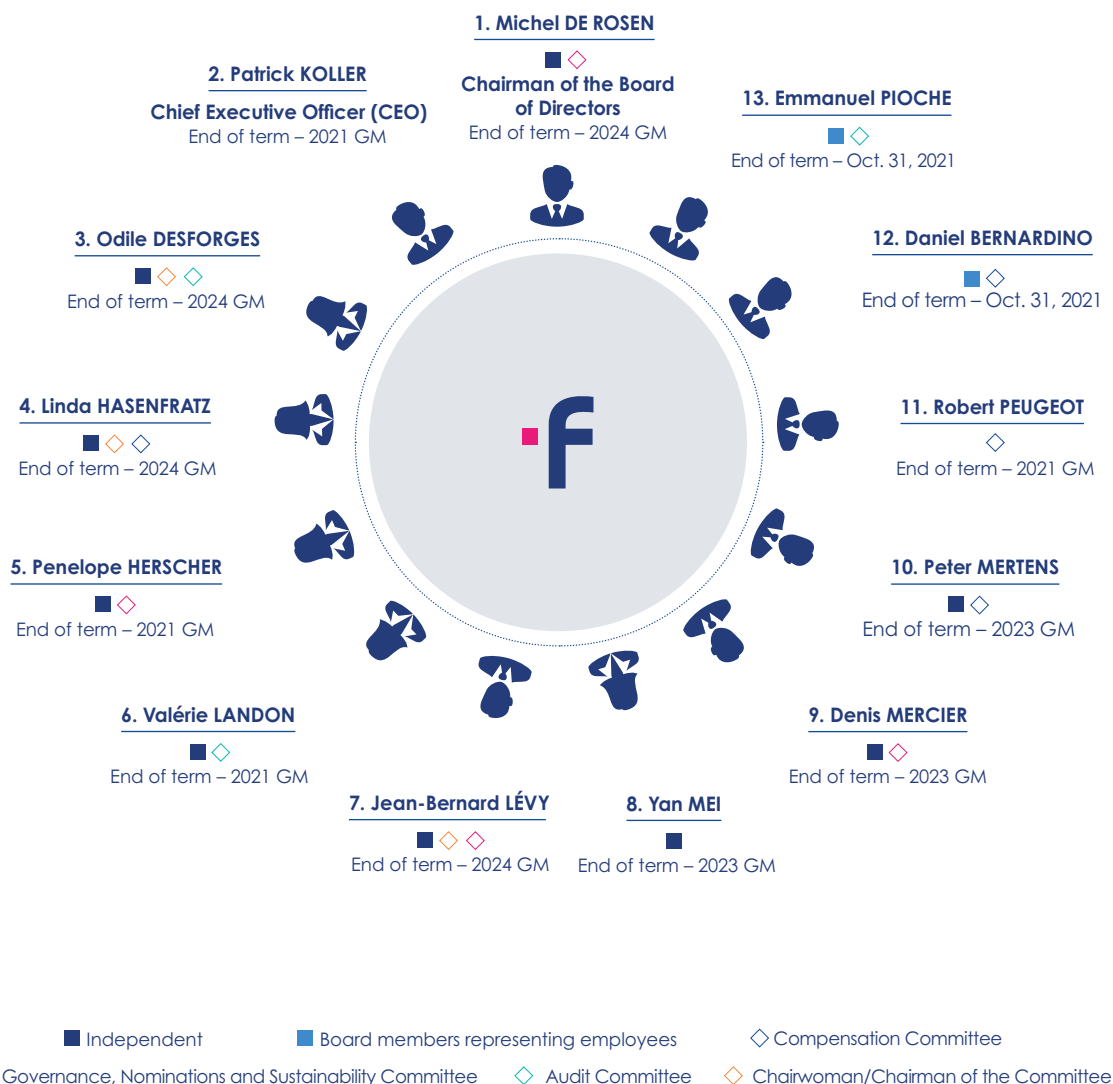 1. Michel DE ROSEN
Chairman of the Board
of Directors
End of term – 2024 GM
2. Patrick KOLLER
Chief Executive Officer (CEO)
End of term – 2021 GM
13. Emmanuel PIOCHE
End of term – Oct. 31, 2021
3. Odile DESFORGES
End of term – 2024 GM
12. Daniel BERNARDINO
End of term – Oct. 31, 2021
4. Linda HASENFRATZ
End of term – 2024 GM
11. Robert PEUGEOT
End of term – 2021 GM
5. Penelope HERSCHER
End of term – 2021 GM
10. Peter MERTENS
End of term – 2023 GM
6. Valérie LANDON
End of term – 2021 GM
9. Denis MERCIER
End of term – 2023 GM
7. Jean-Bernard LÉVY
End of term – 2024 GM
8. Yan MEI
End of term – 2023 GM
f
Independent
Board members representing employees
Compensation Committee
Governance, Nominations and Sustainability Committee
Audit Committee
Chairwoman/Chairman of the Committee